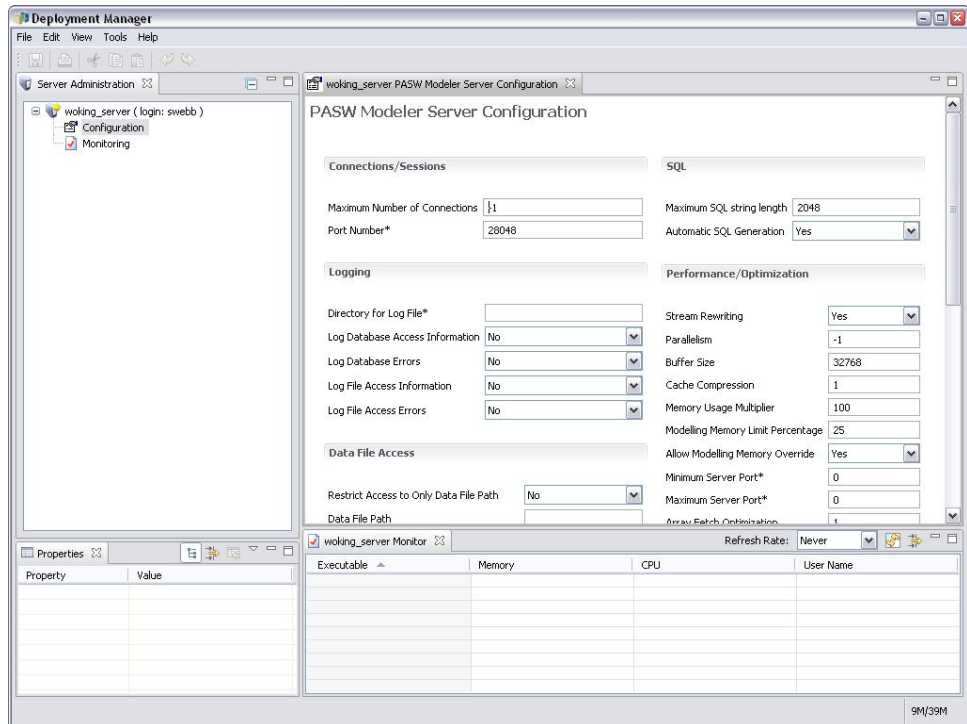 Deployment Manager
File Edit View Tools Help
Server Administration
woking_server ( login: swebb )
Configuration
Monitoring
woking_server PASW Modeler Server Configuration
PASW Modeler Server Configuration
Connections/Sessions
Maximum Number of Connections -1
Port Number* 28048
Logging
Directory for Log File*
Log Database Access Information No
Log Database Errors No
Log File Access Information No
Log File Access Errors No
Data File Access
Restrict Access to Only Data File Path No
Data File Path
SQL
Maximum SQL string length 2048
Automatic SQL Generation Yes
Performance/Optimization
Stream Rewriting Yes
Parallelism -1
Buffer Size 32768
Cache Compression 1
Memory Usage Multiplier 100
Modelling Memory Limit Percentage 25
Allow Modelling Memory Override Yes
Minimum Server Port* 0
Maximum Server Port* 0
Array Fetch Optimization 1
Properties
Property Value
woking_server Monitor
Refresh Rate: Never
Executable Memory CPU User Name
9M/39M